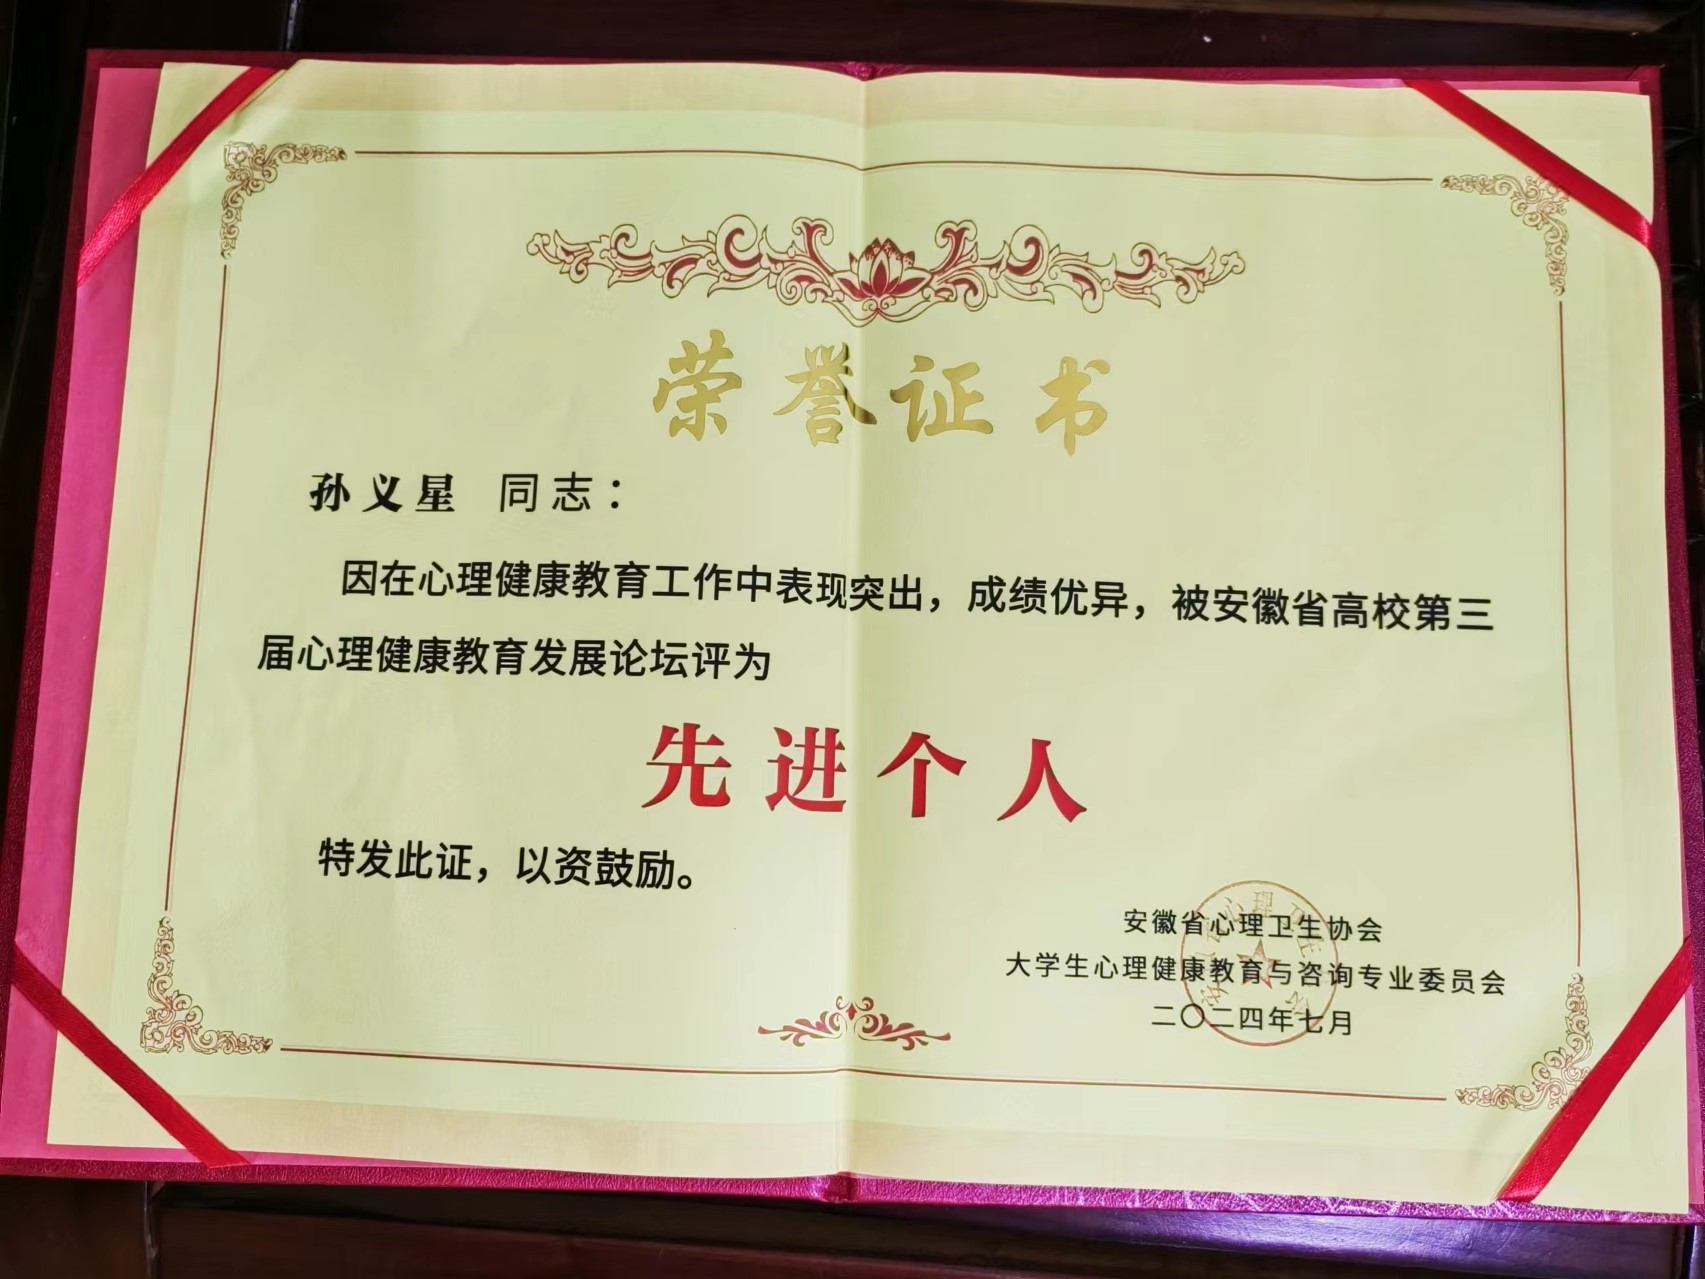 荣誉证书
孙义星 同志：
因在心理健康教育工作中表现突出，成绩优异，被安徽省高校第三
届心理健康教育发展论坛评为
先进个人
特发此证，以资鼓励。
安徽省心理卫生协会
大学生心理健康教育与咨询专业委员会
二〇二四年七月